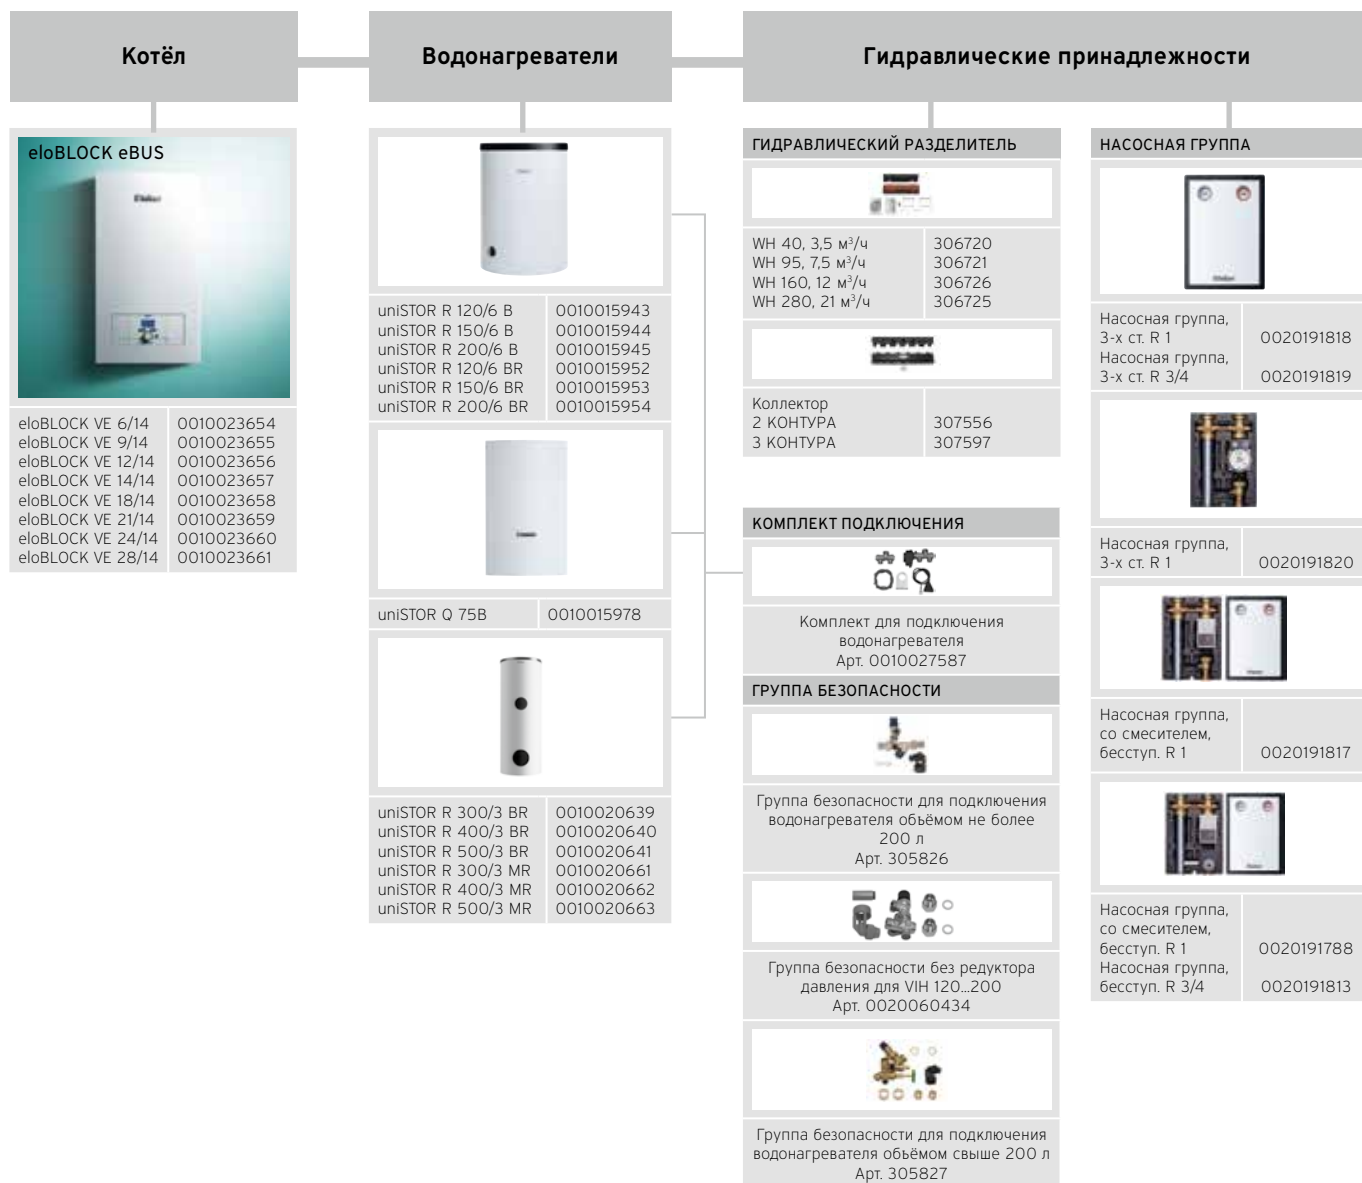 Котёл
Водонагреватели
Гидравлические принадлежности
eloBLOCK eBUS
Vaillant
eloBLOCK VE 6/14 0010023654
eloBLOCK VE 9/14 0010023655
eloBLOCK VE 12/14 0010023656
eloBLOCK VE 14/14 0010023657
eloBLOCK VE 18/14 0010023658
eloBLOCK VE 21/14 0010023659
eloBLOCK VE 24/14 0010023660
eloBLOCK VE 28/14 0010023661
uniSTOR R 120/6 B 0010015943
uniSTOR R 150/6 B 0010015944
uniSTOR R 200/6 B 0010015945
uniSTOR R 120/6 BR 0010015952
uniSTOR R 150/6 BR 0010015953
uniSTOR R 200/6 BR 0010015954
uniSTOR Q 75B 0010015978
uniSTOR R 300/3 BR 0010020639
uniSTOR R 400/3 BR 0010020640
uniSTOR R 500/3 BR 0010020641
uniSTOR R 300/3 MR 0010020661
uniSTOR R 400/3 MR 0010020662
uniSTOR R 500/3 MR 0010020663
ГИДРАВЛИЧЕСКИЙ РАЗДЕЛИТЕЛЬ
WH 40, 3,5 м³/ч 306720
WH 95, 7,5 м³/ч 306721
WH 160, 12 м³/ч 306726
WH 280, 21 м³/ч 306725
Коллектор
2 КОНТУРА 307556
3 КОНТУРА 307597
КОМПЛЕКТ ПОДКЛЮЧЕНИЯ
Комплект для подключения
водонагревателя
Арт. 0010027587
ГРУППА БЕЗОПАСНОСТИ
Группа безопасности для подключения
водонагревателя объёмом не более
200 л
Арт. 305826
Группа безопасности без редуктора
давления для VIH 120...200
Арт. 0020060434
Группа безопасности для подключения
водонагревателя объёмом свыше 200 л
Арт. 305827
НАСОСНАЯ ГРУППА
Насосная группа,
3-х ст. R 1 0020191818
Насосная группа,
3-х ст. R 3/4 0020191819
Насосная группа,
3-х ст. R 1 0020191820
Насосная группа,
со смесителем,
бесступ. R 1 0020191817
Насосная группа,
со смесителем,
бесступ. R 1 0020191788
Насосная группа,
бесступ. R 3/4 0020191813